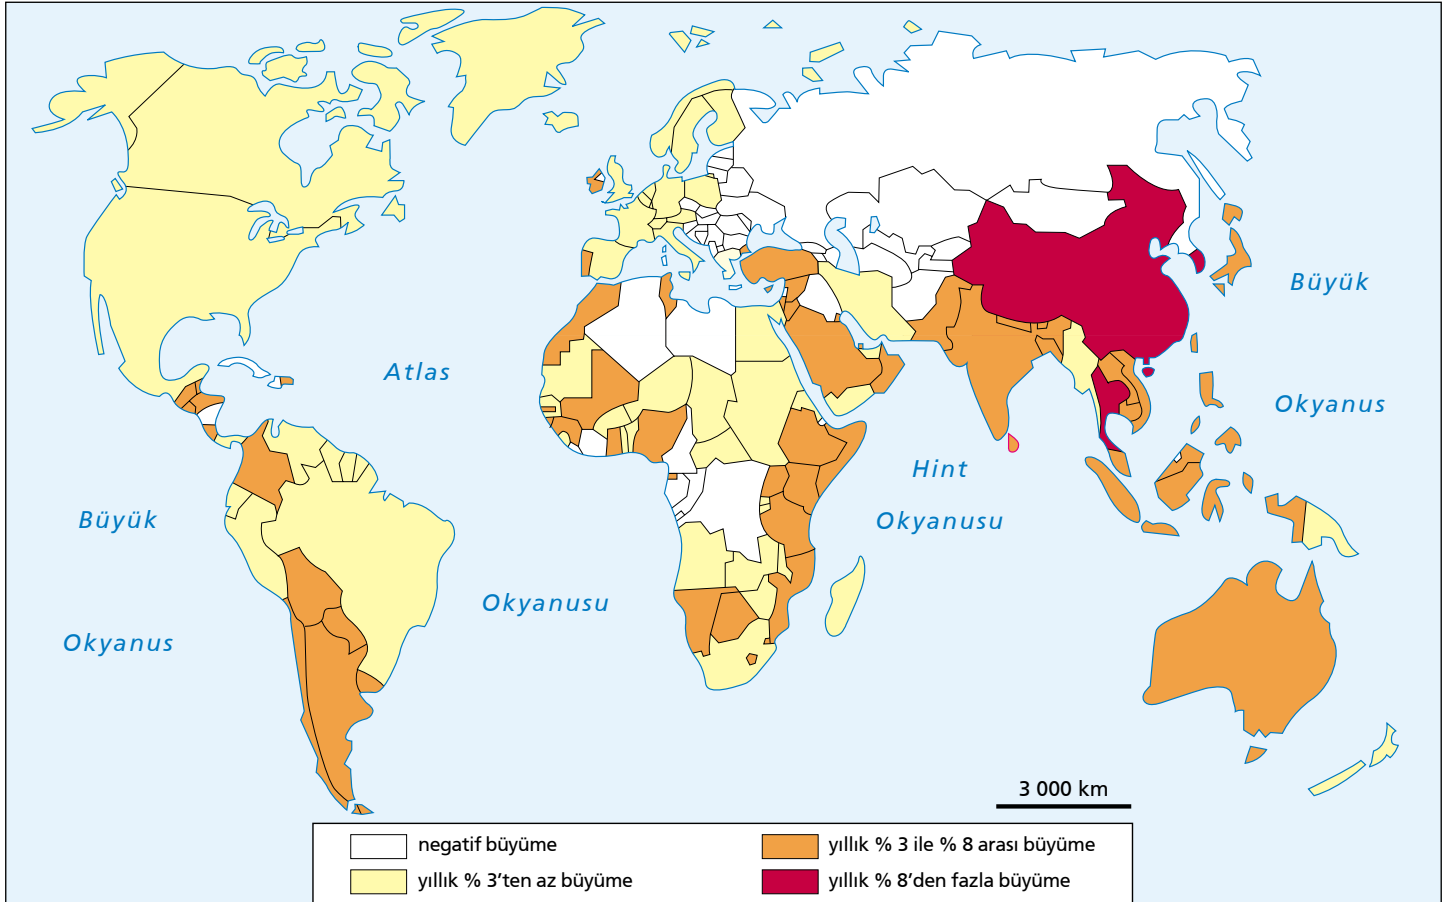 Büyük
Atlas
Okyanus
Hint
Büyük
Okyanusu
Okyanusu
Okyanus
3 000 km
negatif büyüme
yıllık % 3 ile % 8 arası büyüme
yıllık % 3’ten az büyüme
yıllık % 8’den fazla büyüme